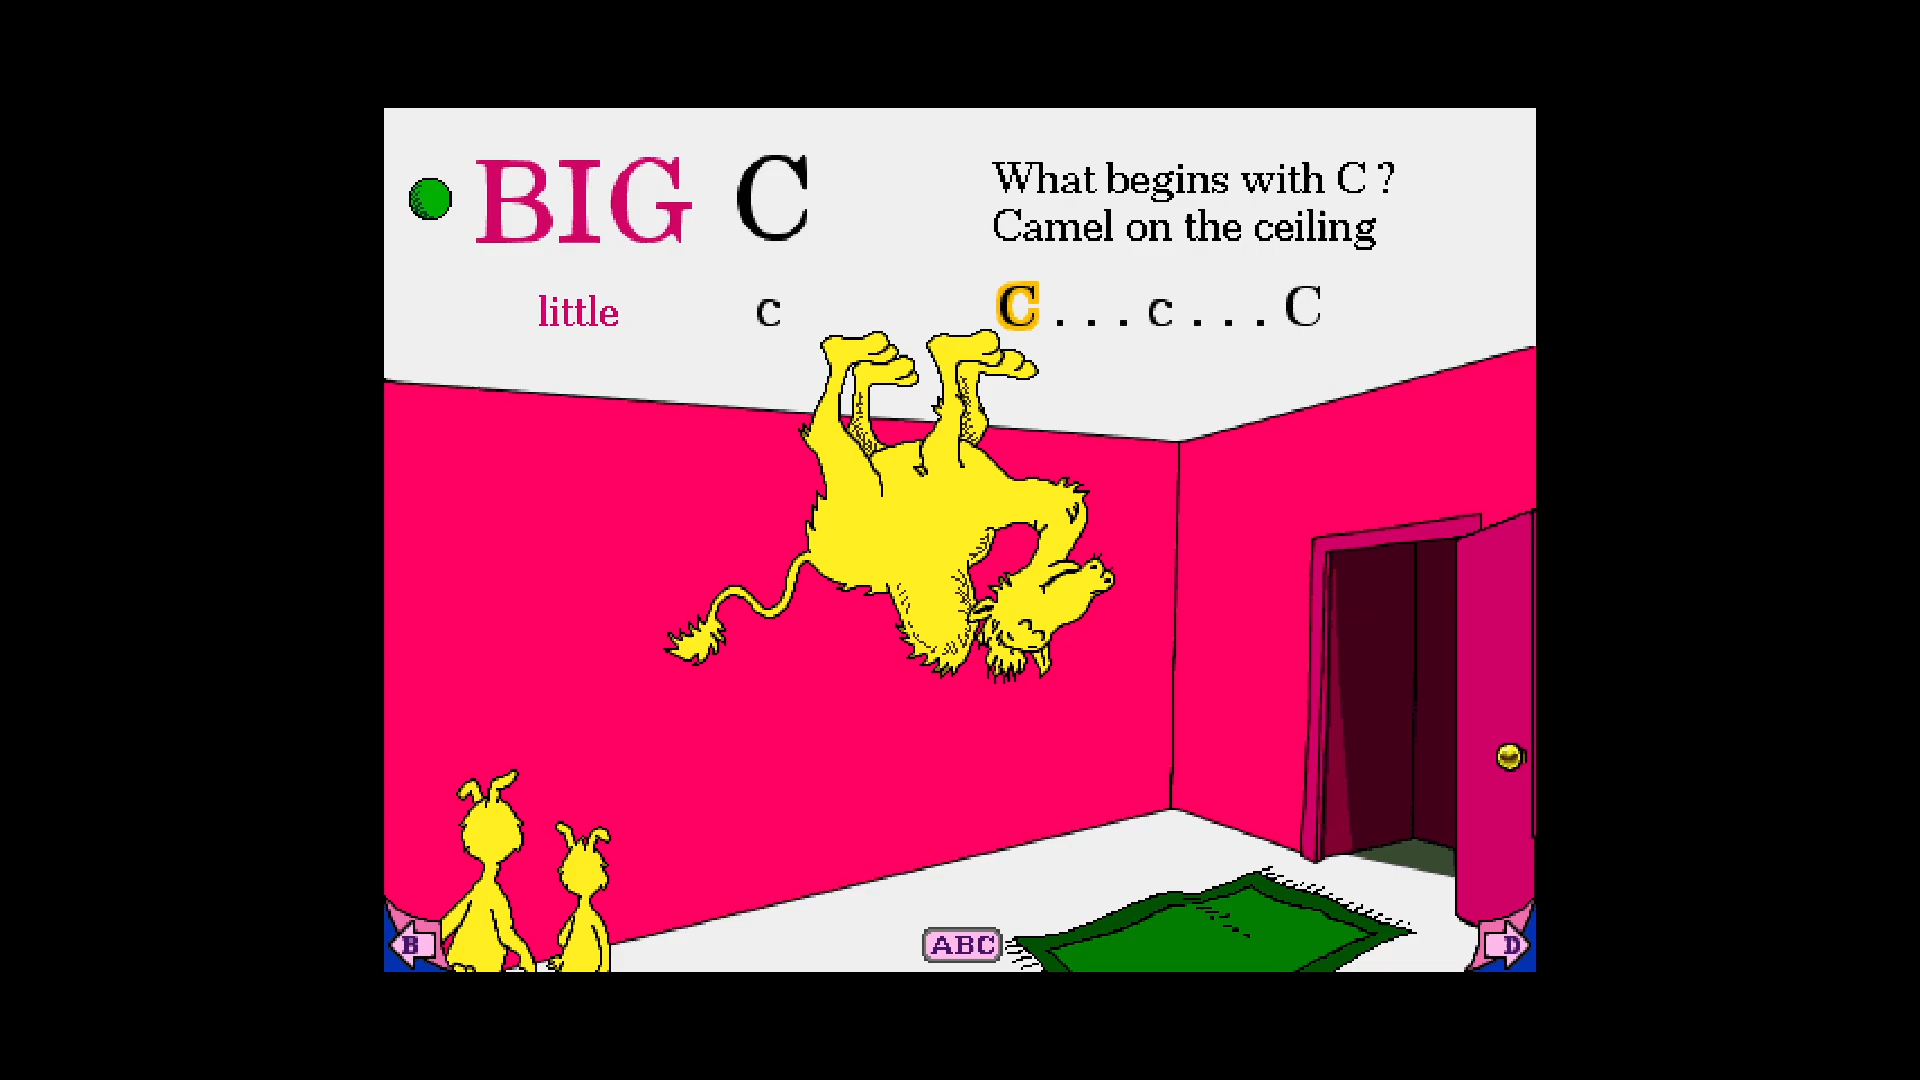 BIG C
little c
What begins with C ?
Camel on the ceiling
C . . . c . . . C
B
ABC
D